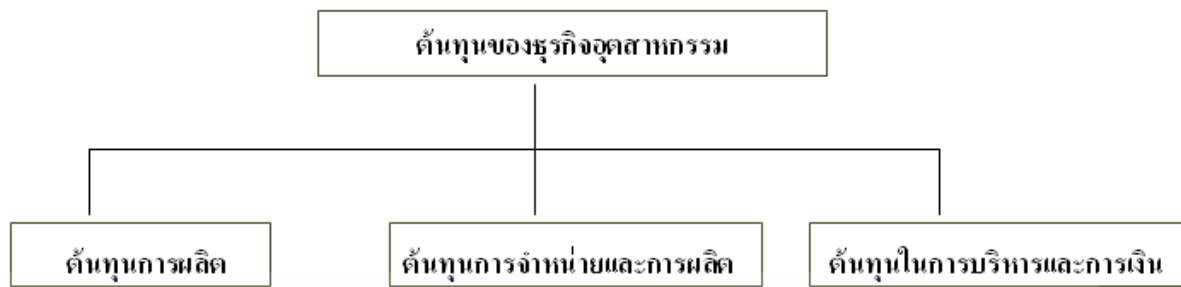 ต้นทุนของธุรกิจอุตสาหกรรม
ต้นทุนการผลิต
ต้นทุนการจำหน่ายและการผลิต
ต้นทุนในการบริหารและการเงิน